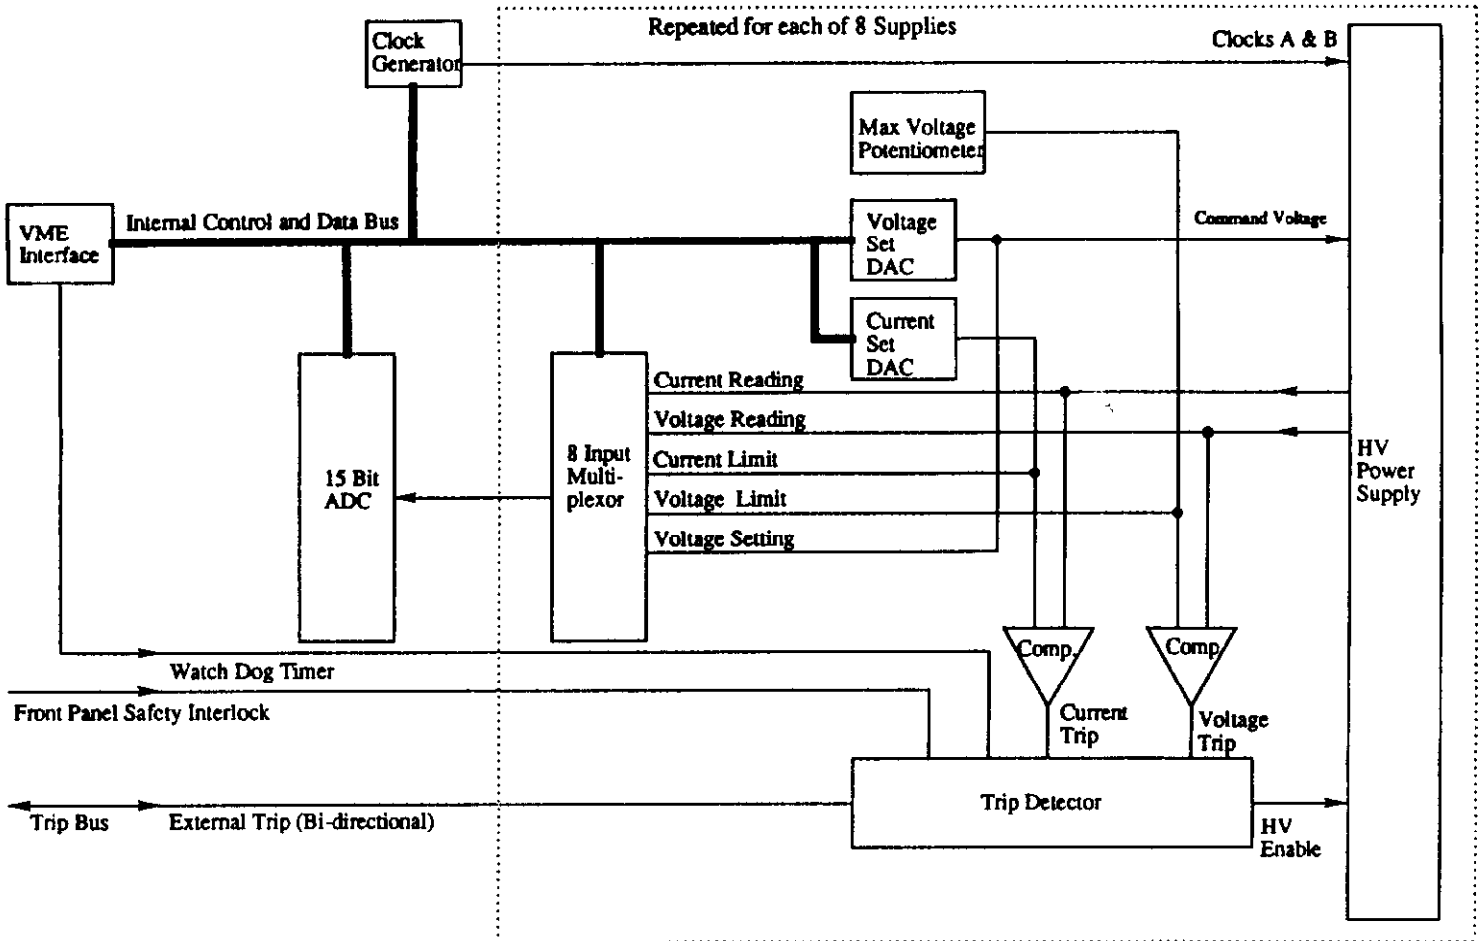 Repeated for each of 8 Supplies
Clock
Generator
Clocks A & B
Max Voltage
Potentiometer
VME
Interface
Internal Control and Data Bus
Voltage
Set
DAC
Command Voltage
Current
Set
DAC
Current Reading
Voltage Reading
Current Limit
Voltage Limit
Voltage Setting
15 Bit
ADC
8 Input
Multi-
plexor
HV
Power
Supply
Comp.
Comp.
Watch Dog Timer
Front Panel Safety Interlock
Current
Trip
Voltage
Trip
Trip Detector
Trip Bus
External Trip (Bi-directional)
HV
Enable